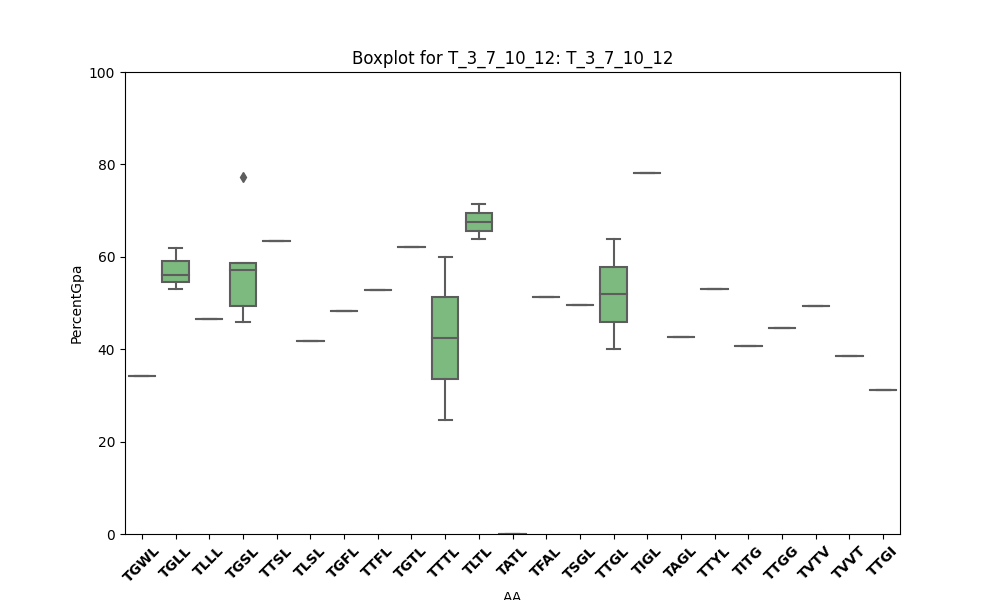 Boxplot for T_3_7_10_12: T_3_7_10_12
100
80
60
40
20
0
PercentGpa
TGWL TGLL TLLL TGSL TTSL TLSL TGFL TTFL TGTL TTTL TLTL TATL TFAL TSGL TTGL TIGL TAGL TTYL TITG TTGG TVTV TVVT TTGI
AA